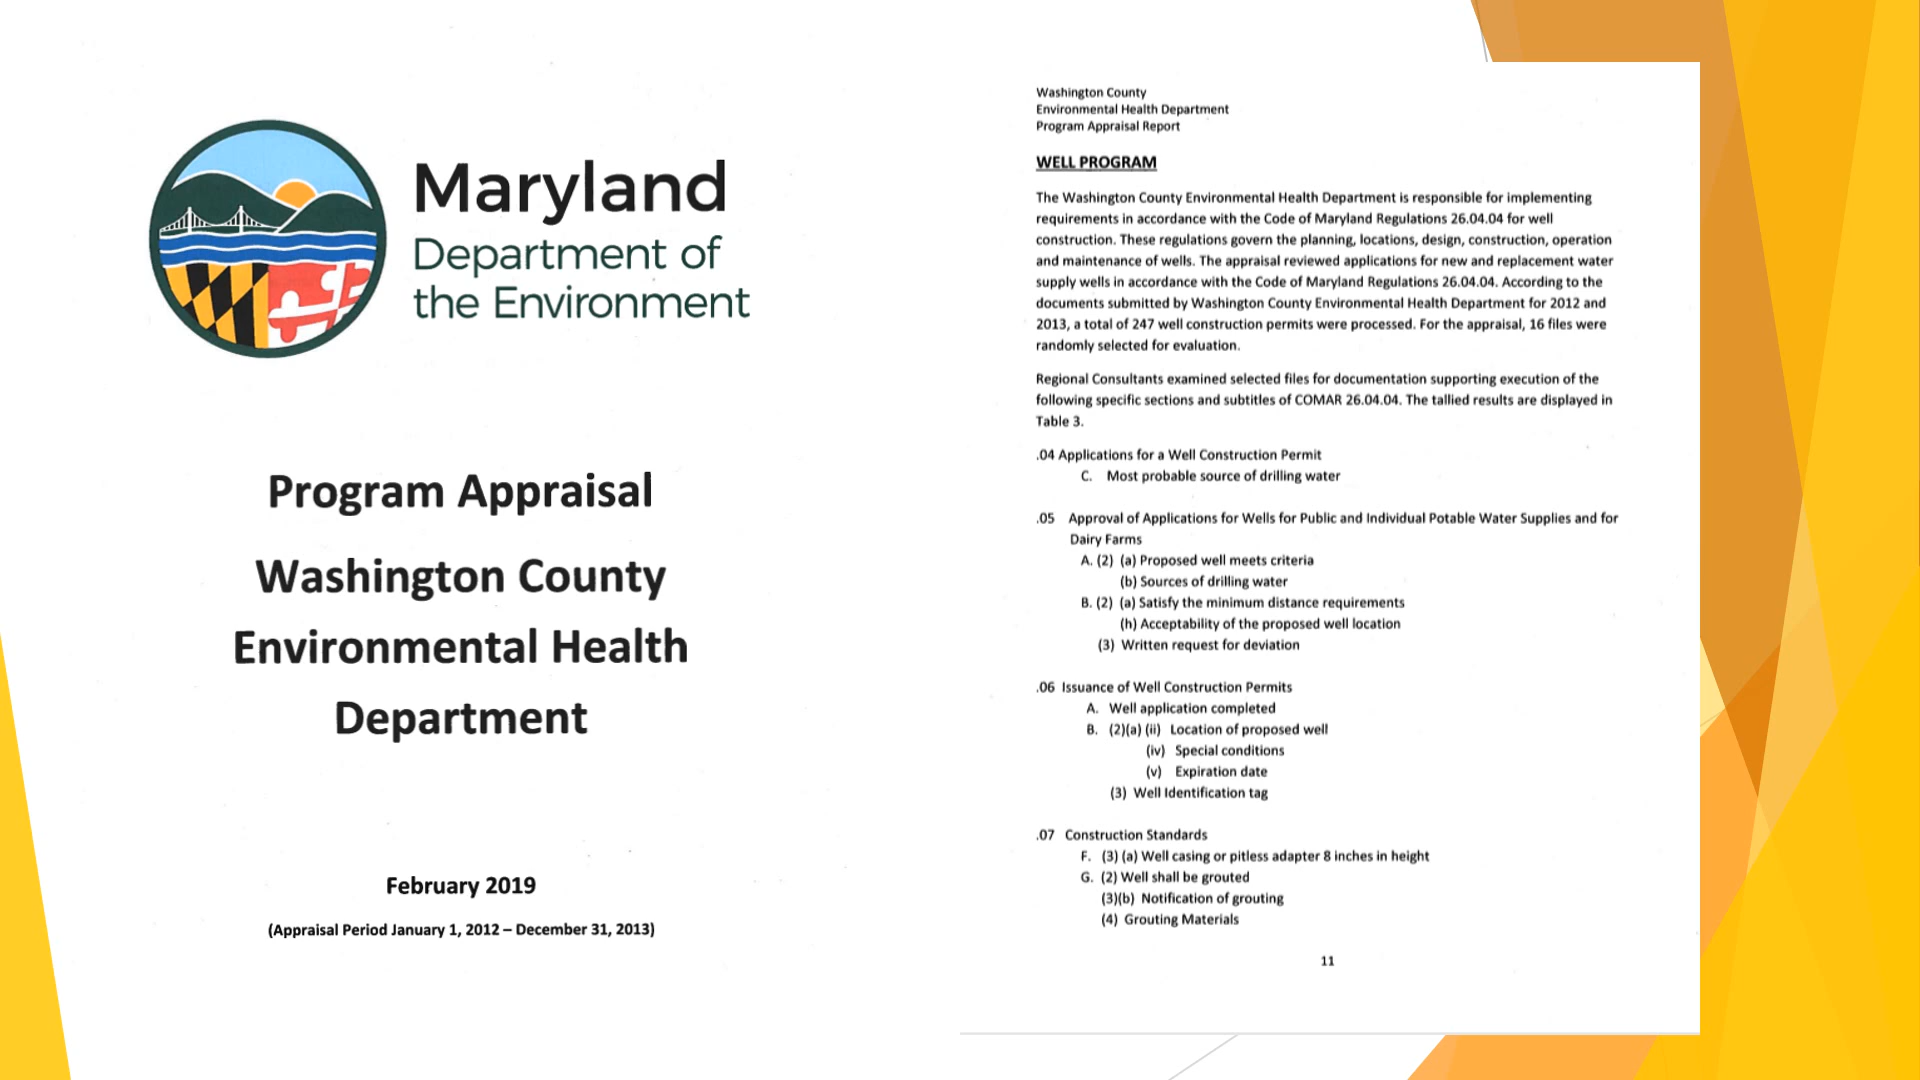 Maryland
Department of
the Environment
Program Appraisal
Washington County
Environmental Health
Department
February 2019
(Appraisal Period January 1, 2012 – December 31, 2013)
Washington County
Environmental Health Department
Program Appraisal Report
WELL PROGRAM
The Washington County Environmental Health Department is responsible for implementing
requirements in accordance with the Code of Maryland Regulations 26.04.04 for well
construction. These regulations govern the planning, locations, design, construction, operation
and maintenance of wells. The appraisal reviewed applications for new and replacement water
supply wells in accordance with the Code of Maryland Regulations 26.04.04. According to the
documents submitted by Washington County Environmental Health Department for 2012 and
2013, a total of 247 well construction permits were processed. For the appraisal, 16 files were
randomly selected for evaluation.
Regional Consultants examined selected files for documentation supporting execution of the
following specific sections and subtitles of COMAR 26.04.04. The tallied results are displayed in
Table 3.
.04 Applications for a Well Construction Permit
C. Most probable source of drilling water
.05 Approval of Applications for Wells for Public and Individual Potable Water Supplies and for
Dairy Farms
A. (2) (a) Proposed well meets criteria
(b) Sources of drilling water
B. (2) (a) Satisfy the minimum distance requirements
(h) Acceptability of the proposed well location
(3) Written request for deviation
.06 Issuance of Well Construction Permits
A. Well application completed
B. (2)(a) (ii) Location of proposed well
(iv) Special conditions
(v) Expiration date
(3) Well Identification tag
.07 Construction Standards
F. (3) (a) Well casing or pitless adapter 8 inches in height
G. (2) Well shall be grouted
(3)(b) Notification of grouting
(4) Grouting Materials
11